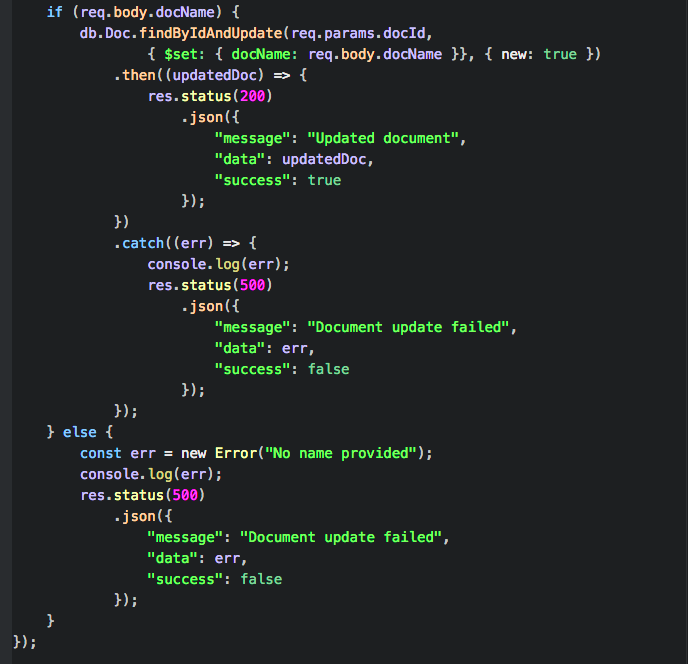 if (req.body.docName) {
db.Doc.findByIdAndUpdate(req.params.docId,
{ $set: { docName: req.body.docName }}, { new: true })
.then((updatedDoc) => {
res.status(200)
.json({
"message": "Updated document",
"data": updatedDoc,
"success": true
});
})
.catch((err) => {
console.log(err);
res.status(500)
.json({
"message": "Document update failed",
"data": err,
"success": false
});
});
} else {
const err = new Error("No name provided");
console.log(err);
res.status(500)
.json({
"message": "Document update failed",
"data": err,
"success": false
});
}
});